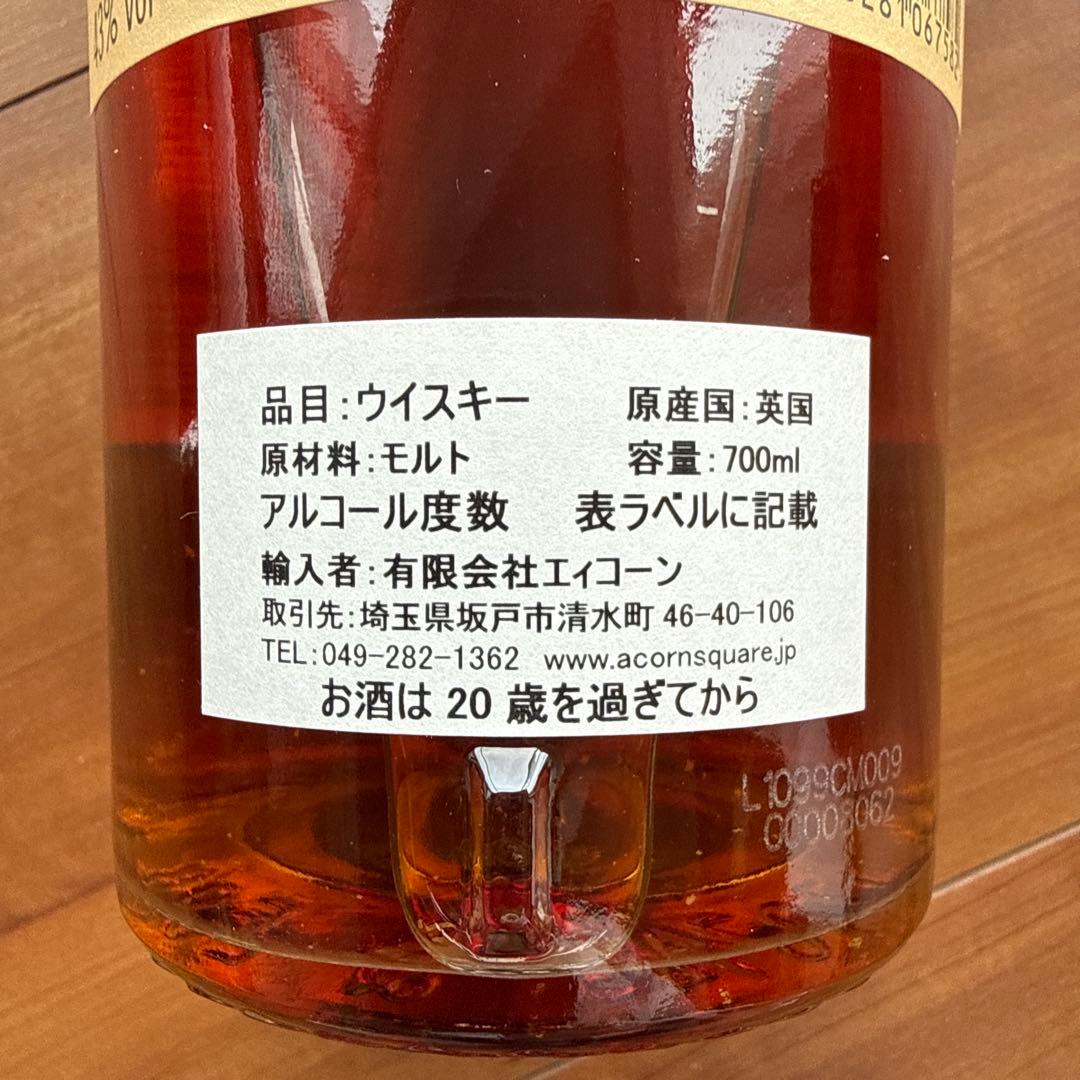 43% vol
067582
品目:ウイスキー 原産国:英国
原材料:モルト 容量:700ml
アルコール度数 表ラベルに記載
輸入者:有限会社エィコーン
取引先:埼玉県坂戸市清水町 46-40-106
TEL:049-282-1362 www.acornsquare.jp
お酒は 20 歳を過ぎてから
L1099CM009